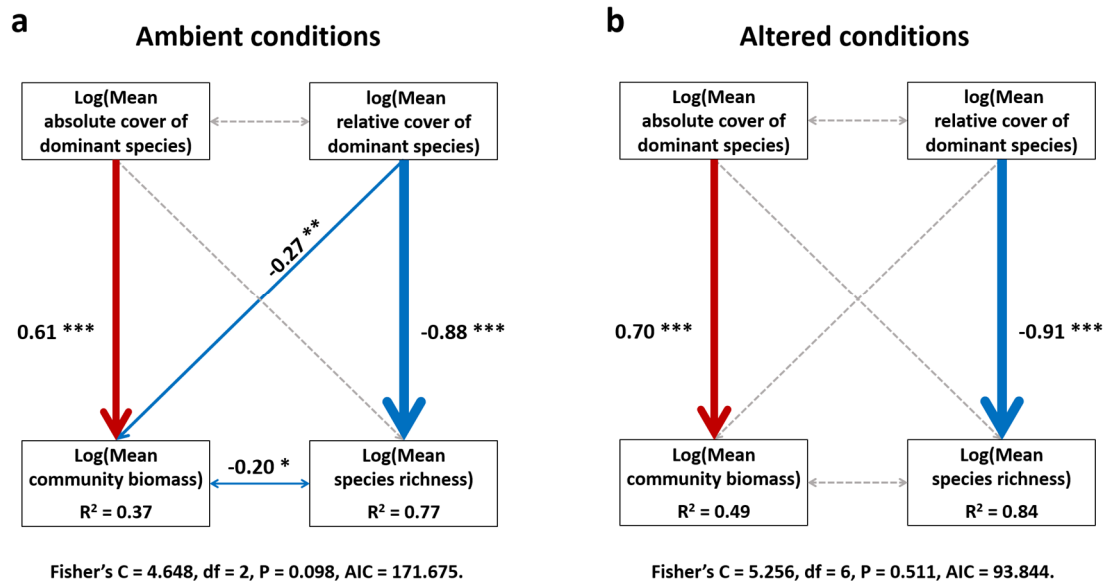 a
Ambient conditions
Log(Mean
absolute cover of
dominant species)
log(Mean
relative cover of
dominant species)
-0.27 **
0.61 ***
-0.88 ***
Log(Mean
community biomass)
R² = 0.37
-0.20 *
Log(Mean
species richness)
R² = 0.77
Fisher's C = 4.648, df = 2, P = 0.098, AIC = 171.675.
b
Altered conditions
Log(Mean
absolute cover of
dominant species)
log(Mean
relative cover of
dominant species)
0.70 ***
-0.91 ***
Log(Mean
community biomass)
R² = 0.49
Log(Mean
species richness)
R² = 0.84
Fisher's C = 5.256, df = 6, P = 0.511, AIC = 93.844.